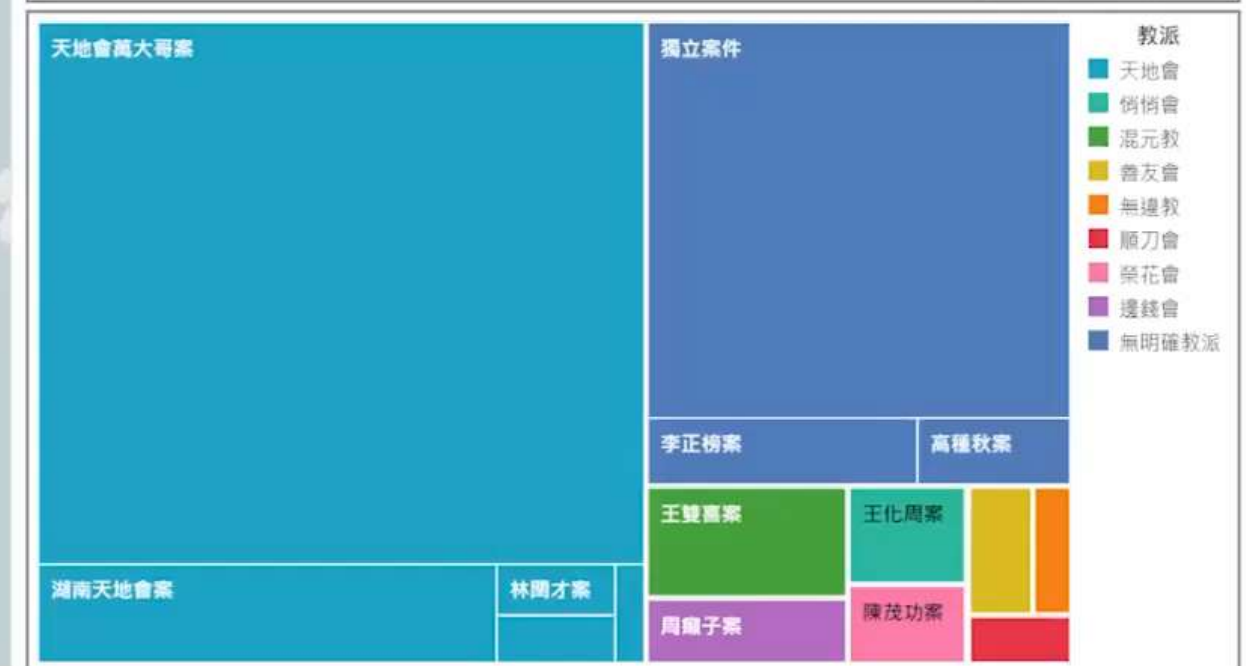 天地會萬大哥案
獨立案件
李正榜案
高種秋案
王雙喜案
王化周案
湖南天地會案
林閩才案
周癲子案
陳茂功案
教派
天地會
悄悄會
混元教
善友會
無邊教
順刀會
榮花會
邊錢會
無明確教派